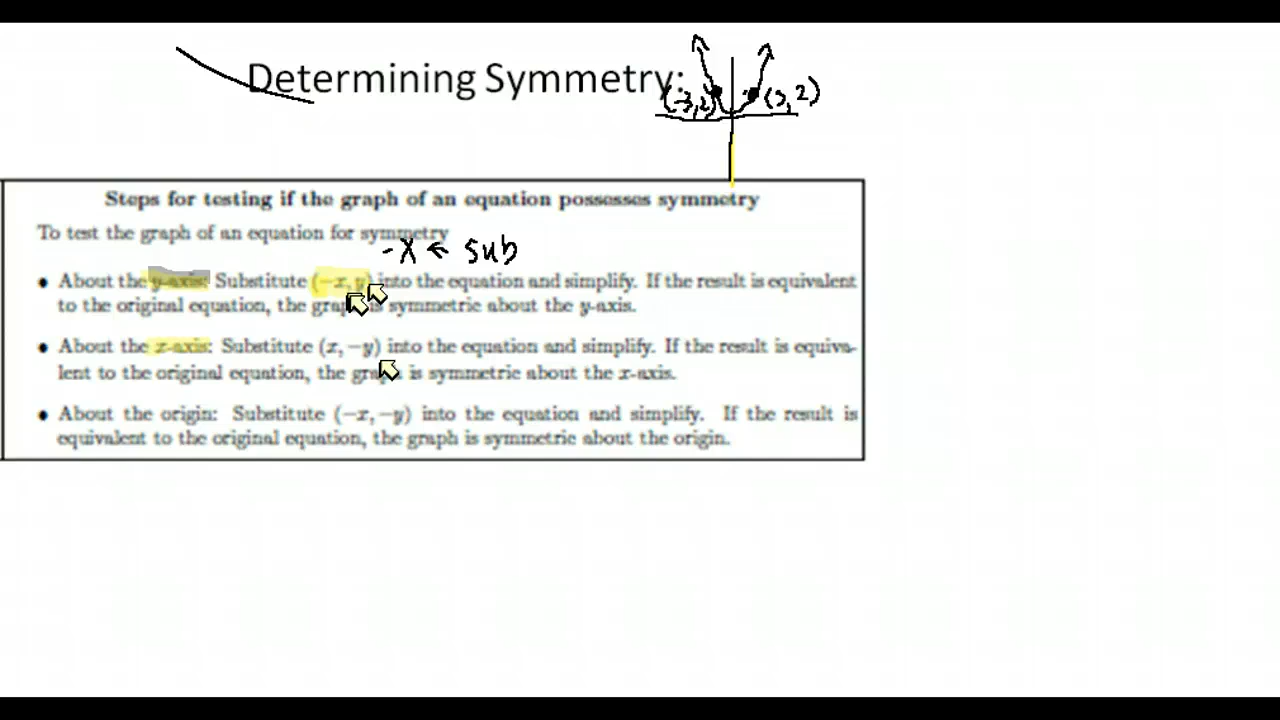 Determining Symmetry:
(-3,2) (3,2)
Steps for testing if the graph of an equation possesses symmetry
To test the graph of an equation for symmetry
-x ← sub
• About the y-axis: Substitute (−x, y) into the equation and simplify. If the result is equivalent
to the original equation, the graph is symmetric about the y-axis.
• About the x-axis: Substitute (x, −y) into the equation and simplify. If the result is equiva-
lent to the original equation, the graph is symmetric about the x-axis.
• About the origin: Substitute (−x, −y) into the equation and simplify. If the result is
equivalent to the original equation, the graph is symmetric about the origin.